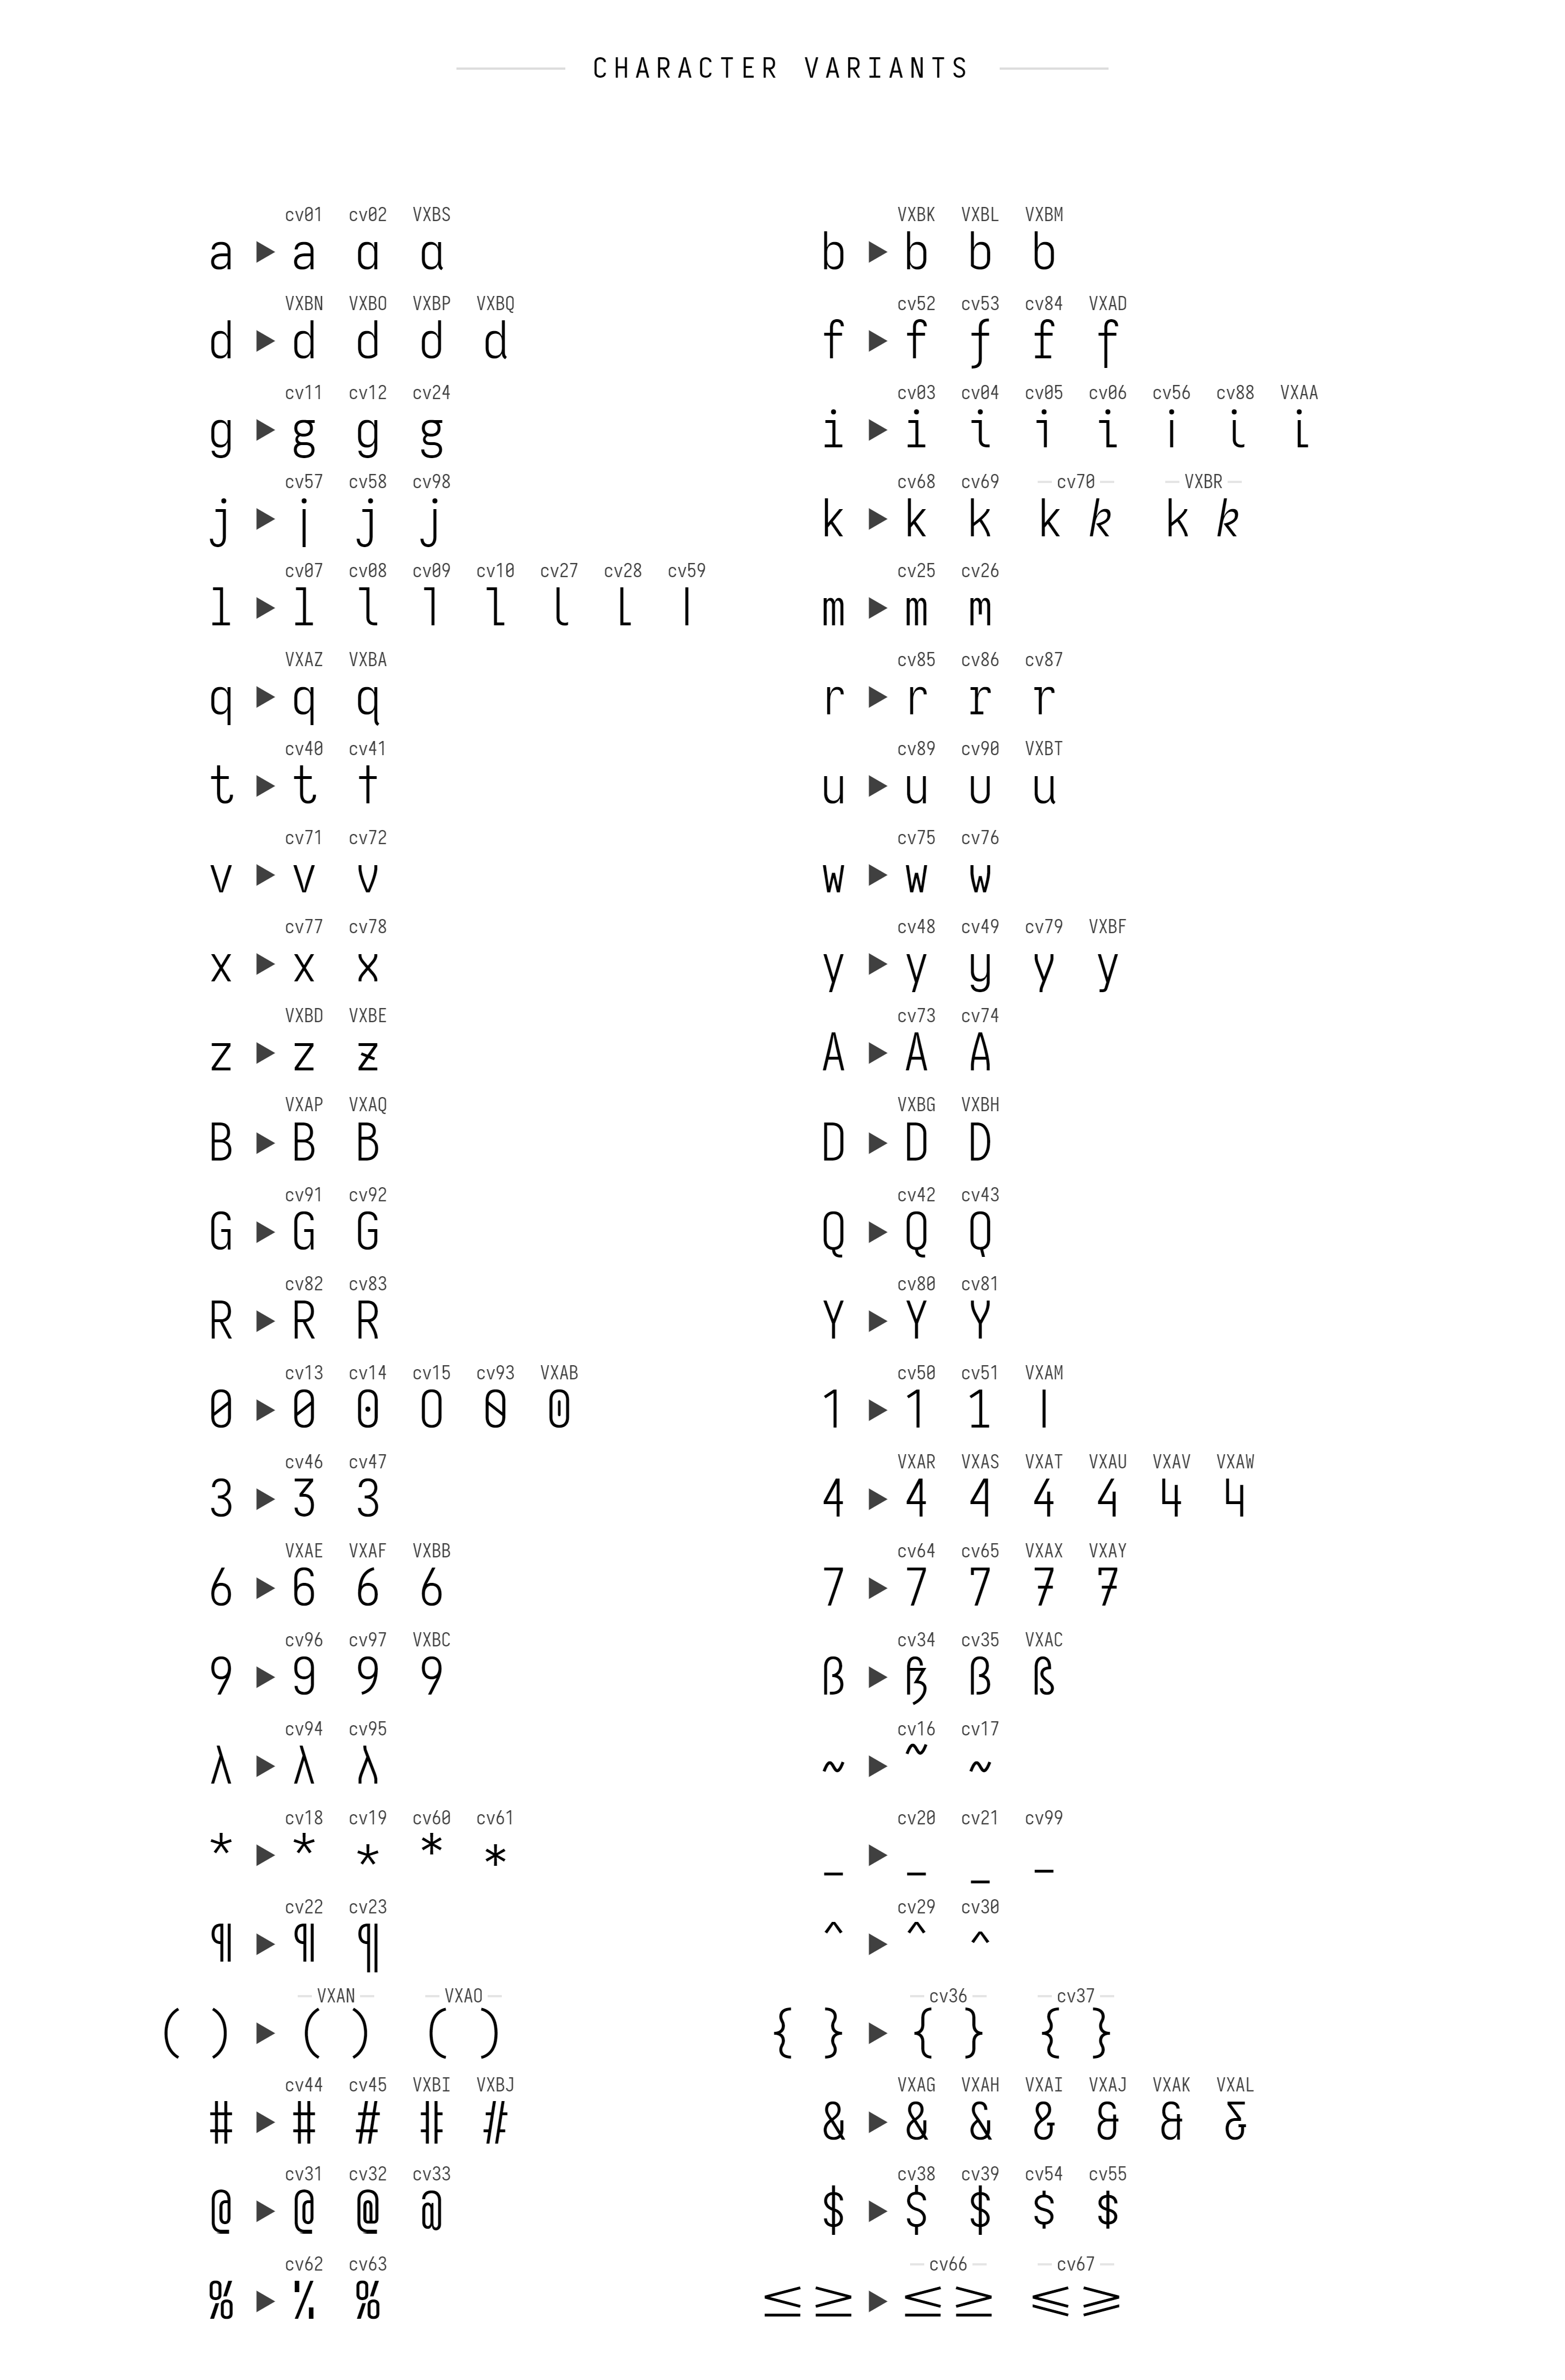 CHARACTER VARIANTS
cv01 cv02 VXBS VXBK VXBL VXBM
a ▶ a a a b ▶ b b b
VXBN VXBO VXBP VXBQ cv52 cv53 cv84 VXAD
d ▶ d d d d f ▶ f f f f
cv11 cv12 cv24 cv03 cv04 cv05 cv06 cv56 cv88 VXAA
g ▶ g g g i ▶ i i i i i i i
cv57 cv58 cv98 cv68 cv69 cv70 VXBR
j ▶ j j j k ▶ k k k k k k
cv07 cv08 cv09 cv10 cv27 cv28 cv59 cv25 cv26
l ▶ l l l l l l l m ▶ m m
VXAZ VXBA cv85 cv86 cv87
q ▶ q q r ▶ r r r
cv40 cv41 cv89 cv90 VXBT
t ▶ t t u ▶ u u u
cv71 cv72 cv75 cv76
v ▶ v v w ▶ w w
cv77 cv78 cv48 cv49 cv79 VXBF
x ▶ x x y ▶ y y y y
VXBD VXBE cv73 cv74
z ▶ z z A ▶ A A
VXAP VXAQ VXBG VXBH
B ▶ B B D ▶ D D
cv91 cv92 cv42 cv43
G ▶ G G Q ▶ Q Q
cv82 cv83 cv80 cv81
R ▶ R R Y ▶ Y Y
cv13 cv14 cv15 cv93 VXAB cv50 cv51 VXAM
0 ▶ 0 0 0 0 0 1 ▶ 1 1 1
cv46 cv47 VXAR VXAS VXAT VXAU VXAV VXAW
3 ▶ 3 3 4 ▶ 4 4 4 4 4 4
VXAE VXAF VXBB cv64 cv65 VXAX VXAY
6 ▶ 6 6 6 7 ▶ 7 7 7 7
cv96 cv97 VXBC cv34 cv35 VXAC
9 ▶ 9 9 9 ß ▶ ß ß ß
cv94 cv95 cv16 cv17
λ ▶ λ λ ~ ▶ ~ ~
cv18 cv19 cv60 cv61 cv20 cv21 cv99
* ▶ * * * * _ ▶ _ _ _
cv22 cv23 cv29 cv30
¶ ▶ ¶ ¶ ^ ▶ ^ ^
VXAN VXAO cv36 cv37
( ) ▶ ( ) ( ) { } ▶ { } { }
cv44 cv45 VXBI VXBJ VXAG VXAH VXAI VXAJ VXAK VXAL
# ▶ # # # # & ▶ & & & & & &
cv31 cv32 cv33 cv38 cv39 cv54 cv55
@ ▶ @ @ @ $ ▶ $ $ $ $
cv62 cv63 cv66 cv67
% ▶ % % ≤ ≥ ▶ ≤ ≥ ≤ ≥